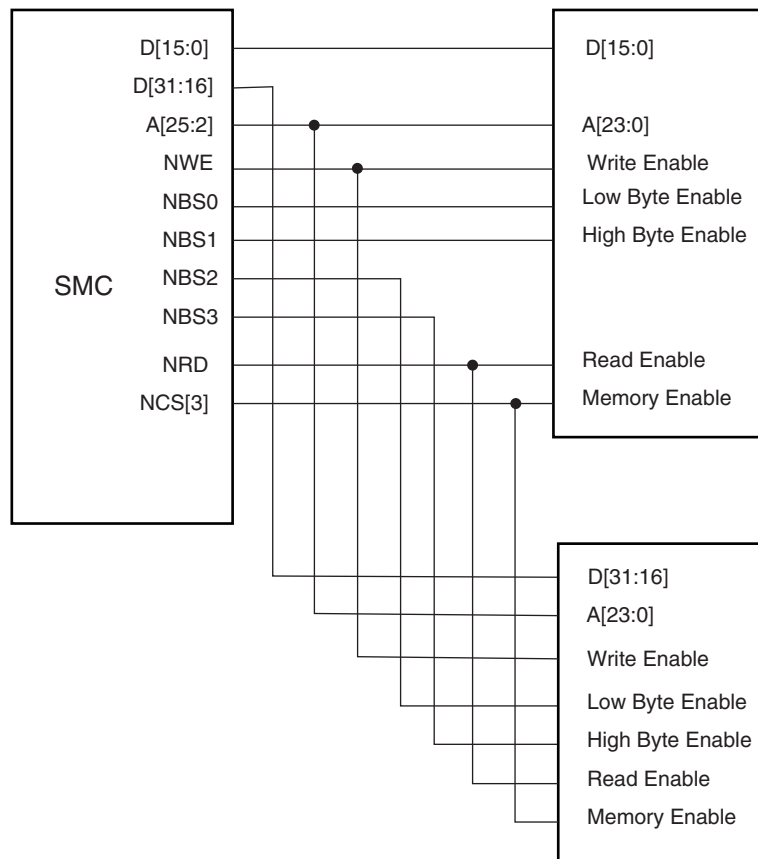 D[15:0]
D[31:16]
A[25:2]
NWE
NBS0
NBS1
NBS2
NBS3
NRD
NCS[3]
SMC
D[15:0]
A[23:0]
Write Enable
Low Byte Enable
High Byte Enable
Read Enable
Memory Enable
D[31:16]
A[23:0]
Write Enable
Low Byte Enable
High Byte Enable
Read Enable
Memory Enable